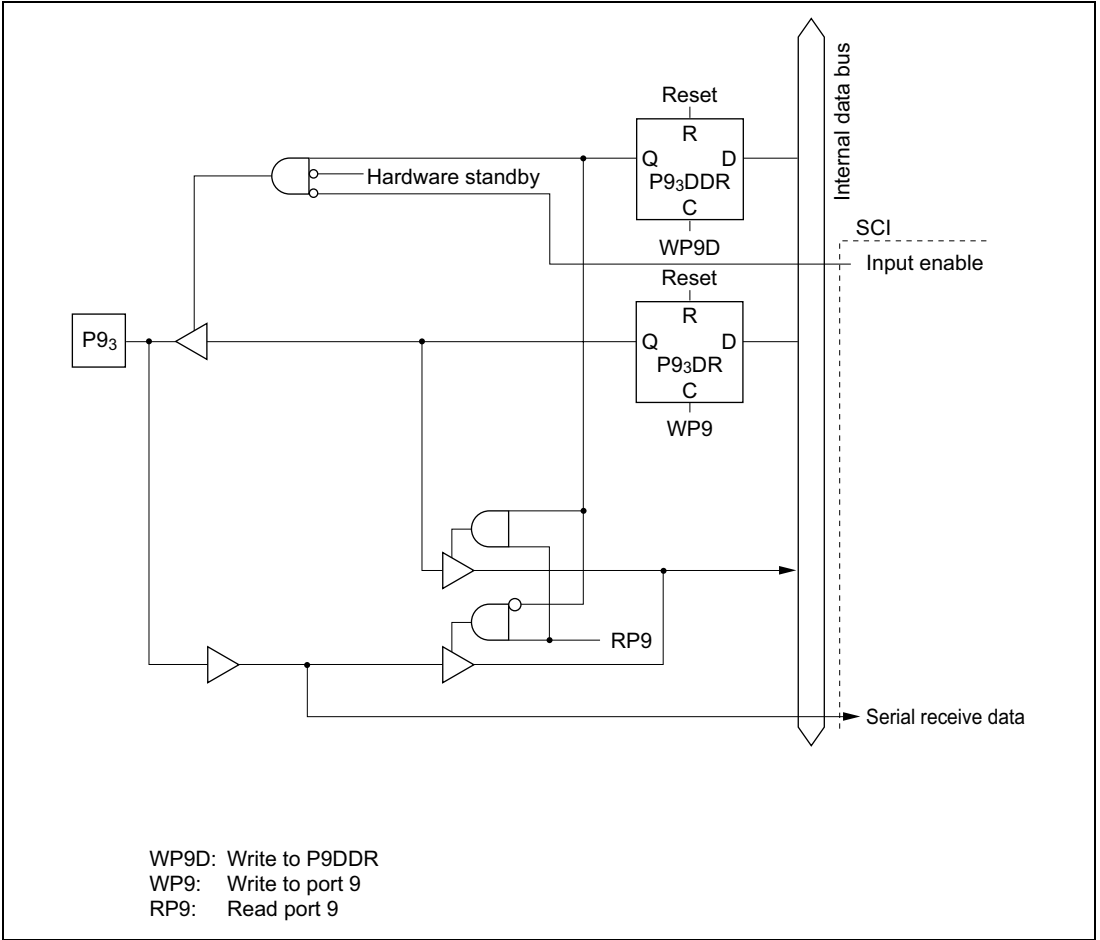 Reset
R
Q D
P9₃DDR
C
WP9D
Hardware standby
Internal data bus
SCI
Input enable
Reset
R
Q D
P9₃DR
C
WP9
P9₃
RP9
Serial receive data
WP9D: Write to P9DDR
WP9: Write to port 9
RP9: Read port 9